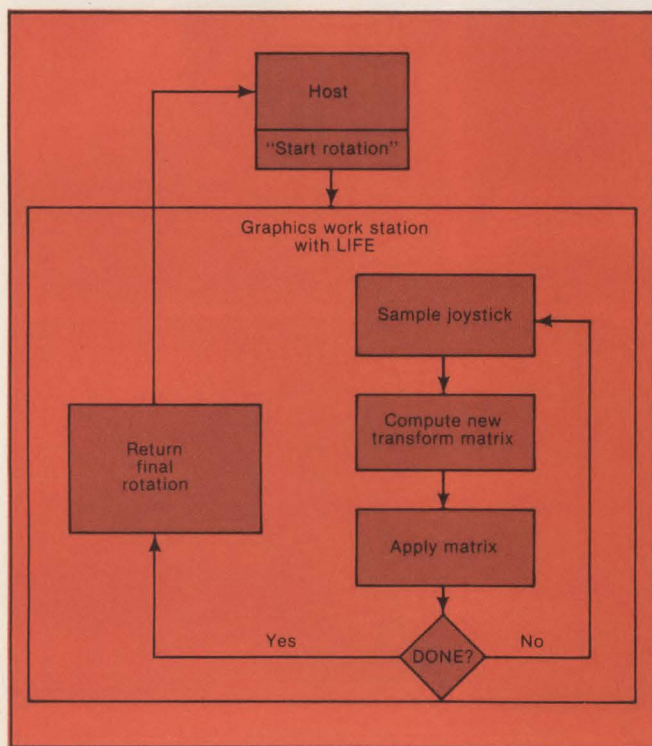 Host
"Start rotation"
Graphics work station
with LIFE
Sample joystick
Compute new
transform matrix
Return
final
rotation
Apply matrix
Yes
DONE?
No